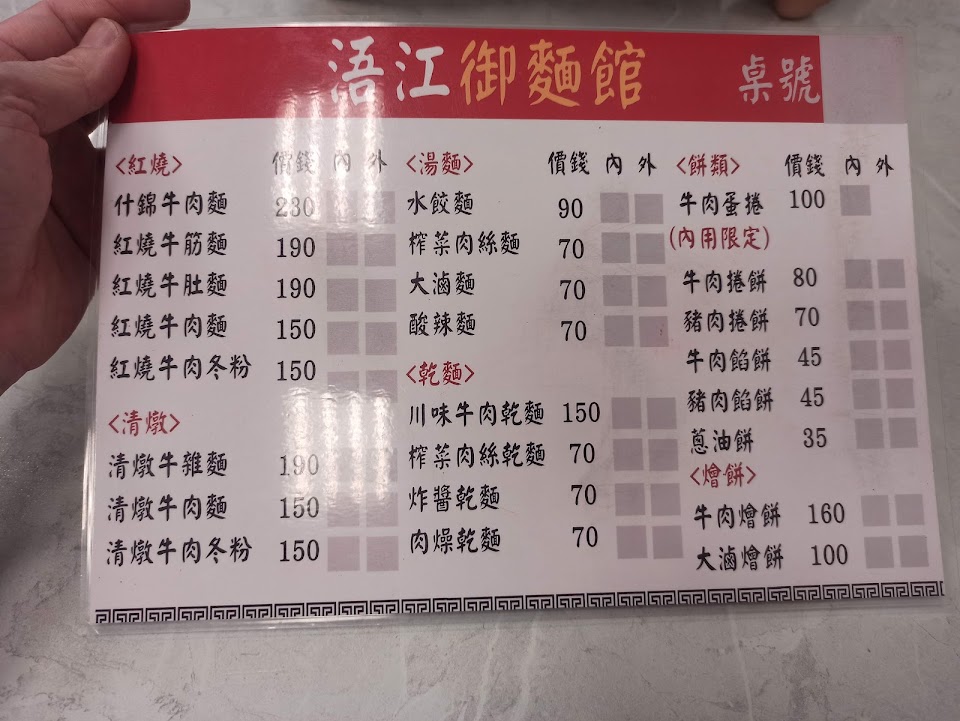 浯江御麵館 桌號
<紅燒> 價錢 內 外
什錦牛肉麵 230
紅燒牛筋麵 190
紅燒牛肚麵 190
紅燒牛肉麵 150
紅燒牛肉冬粉 150
<清燉>
清燉牛雜麵 190
清燉牛肉麵 150
清燉牛肉冬粉 150
<湯麵> 價錢 內 外
水餃麵 90
榨菜肉絲麵 70
大滷麵 70
酸辣麵 70
<乾麵>
川味牛肉乾麵 150
榨菜肉絲乾麵 70
炸醬乾麵 70
肉燥乾麵 70
<餅類> 價錢 內 外
牛肉蛋捲 100
(內用限定)
牛肉捲餅 80
豬肉捲餅 70
牛肉餡餅 45
豬肉餡餅 45
蔥油餅 35
<燴餅>
牛肉燴餅 160
大滷燴餅 100